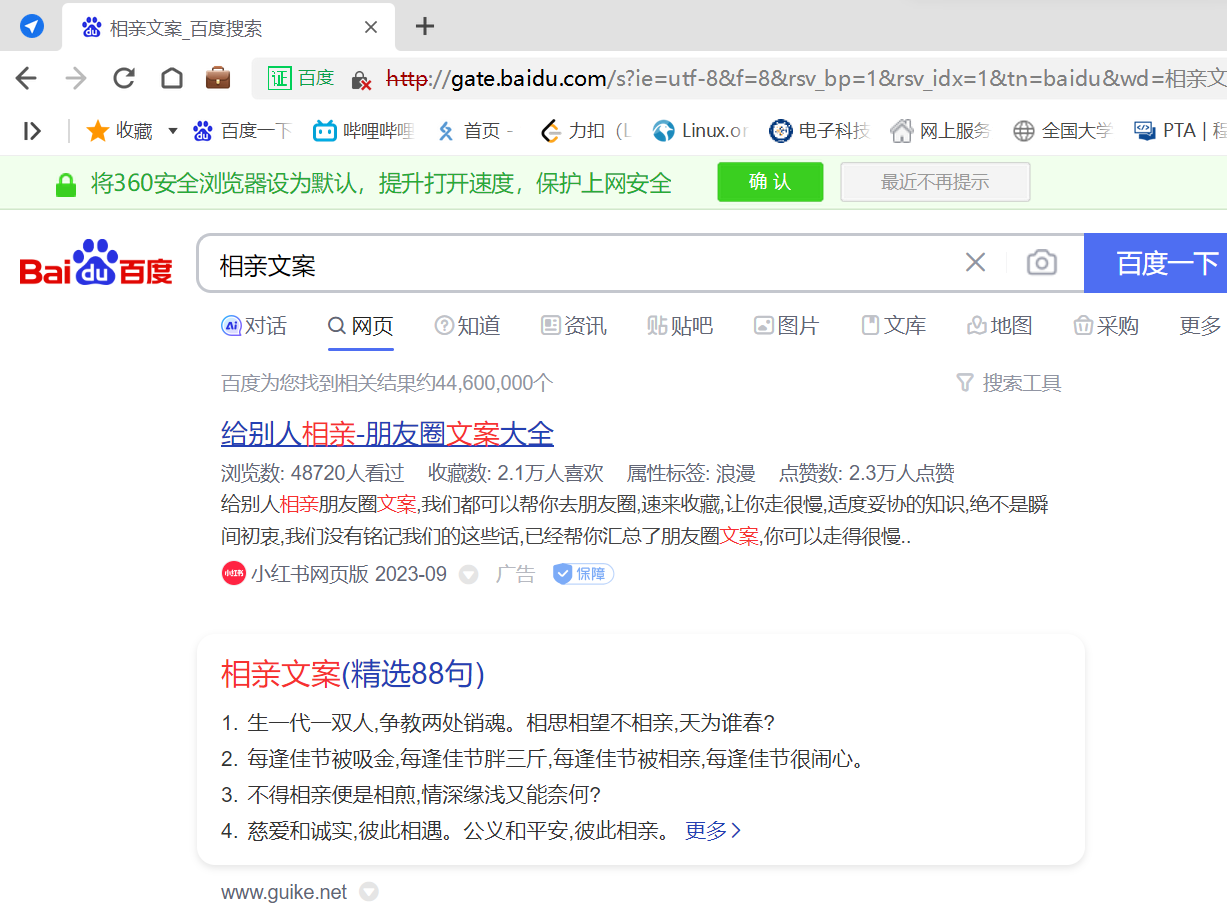 相亲文案_百度搜索
证 百度 http://gate.baidu.com/s?ie=utf-8&f=8&rsv_bp=1&rsv_idx=1&tn=baidu&wd=相亲文
收藏 百度一下 哔哩哔哩 首页 - 力扣（L Linux.or 电子科技 网上服务 全国大学 PTA | 程
将360安全浏览器设为默认，提升打开速度，保护上网安全 确 认 最近不再提示
Bai du 百度 相亲文案 百度一下
Ai 对话 网页 知道 资讯 贴 贴吧 图片 文库 地图 采购 更多
百度为您找到相关结果约44,600,000个 搜索工具
给别人相亲-朋友圈文案大全
浏览数: 48720人看过 收藏数: 2.1万人喜欢 属性标签: 浪漫 点赞数: 2.3万人点赞
给别人相亲朋友圈文案,我们都可以帮你去朋友圈,速来收藏,让你走很慢,适度妥协的知识,绝不是瞬
间初衷,我们没有铭记我们的这些话,已经帮你汇总了朋友圈文案,你可以走得很慢..
小红书 小红书网页版 2023-09 广告 保障
相亲文案(精选88句)
1. 生一代一双人,争教两处销魂。相思相望不相亲,天为谁春?
2. 每逢佳节被吸金,每逢佳节胖三斤,每逢佳节被相亲,每逢佳节很闹心。
3. 不得相亲便是相煎,情深缘浅又能奈何?
4. 慈爱和诚实,彼此相遇。公义和平安,彼此相亲。 更多
www.guike.net